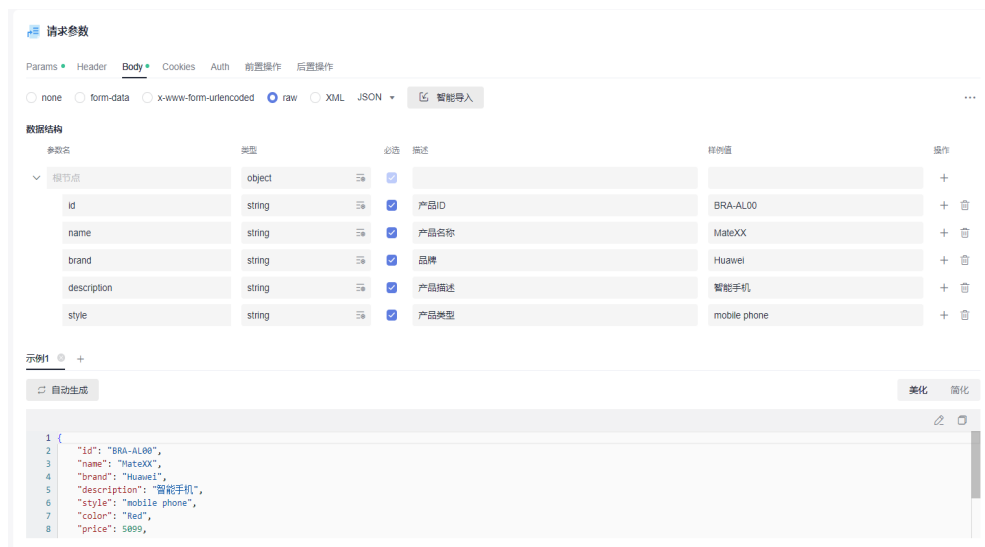 请求参数
Params Header Body Cookies Auth 前置操作 后置操作
none form-data x-www-form-urlencoded raw XML JSON 智能导入 ...
数据结构
参数名 类型 必选 描述 样例值 操作
根节点 object
id string 产品ID BRA-AL00
name string 产品名称 MateXX
brand string 品牌 Huawei
description string 产品描述 智能手机
style string 产品类型 mobile phone
示例1
自动生成 美化 简化
1 {
2 "id": "BRA-AL00",
3 "name": "MateXX",
4 "brand": "Huawei",
5 "description": "智能手机",
6 "style": "mobile phone",
7 "color": "Red",
8 "price": 5099,